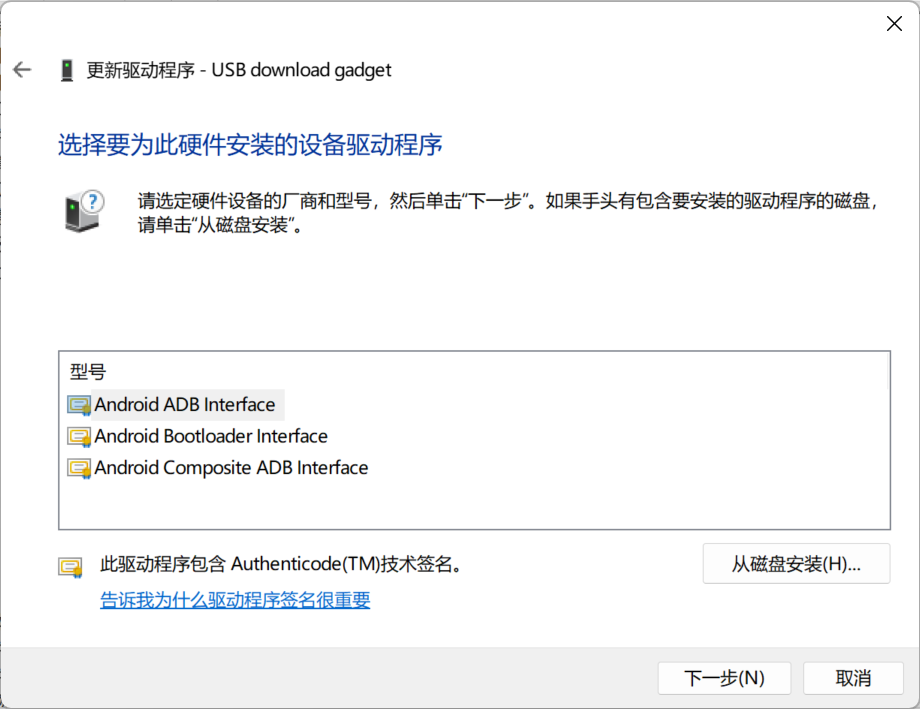 更新驱动程序 - USB download gadget
选择要为此硬件安装的设备驱动程序
请选定硬件设备的厂商和型号，然后单击“下一步”。如果手头有包含要安装的驱动程序的磁盘，
请单击“从磁盘安装”。
型号
Android ADB Interface
Android Bootloader Interface
Android Composite ADB Interface
此驱动程序包含 Authenticode(TM)技术签名。
从磁盘安装(H)...
告诉我为什么驱动程序签名很重要
下一步(N)
取消